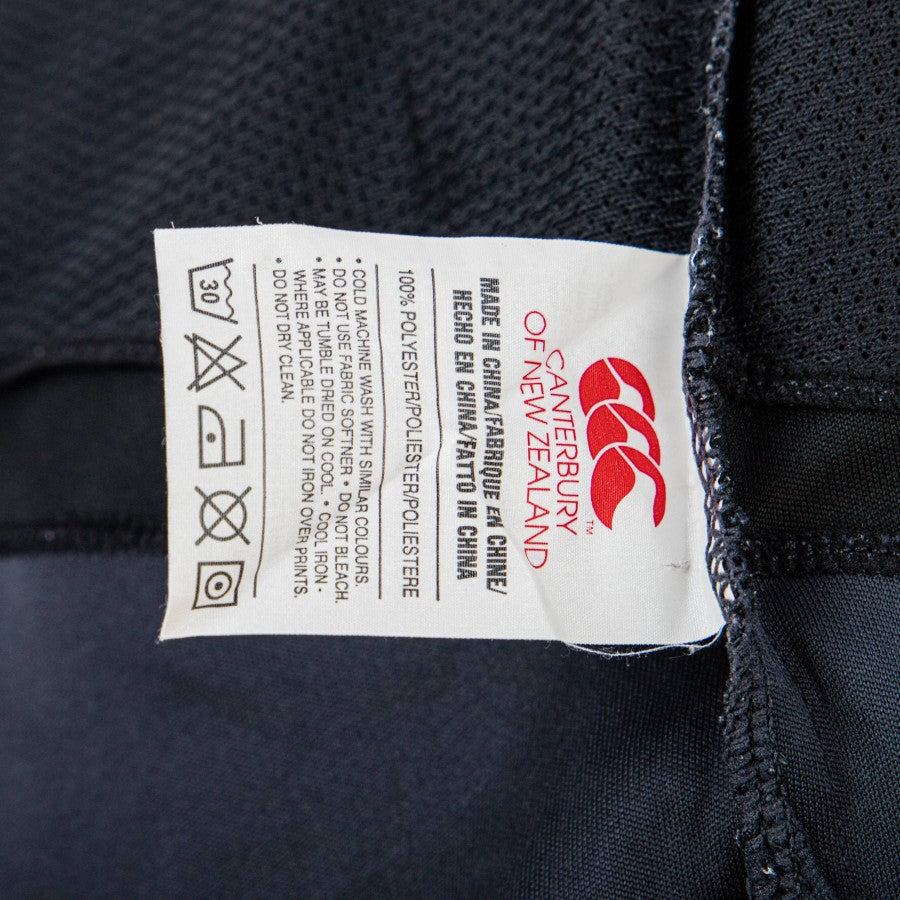 CANTERBURY
OF NEW ZEALAND
TM
MADE IN CHINA/FABRIQUE EN CHINE/
HECHO EN CHINA/FATTO IN CHINA
100% POLYESTER/POLIESTER/POLIESTERE
• COLD MACHINE WASH WITH SIMILAR COLOURS.
• DO NOT USE FABRIC SOFTNER • DO NOT BLEACH.
• MAY BE TUMBLE DRIED ON COOL. • COOL IRON -
WHERE APPLICABLE DO NOT IRON OVER PRINTS.
• DO NOT DRY CLEAN.
30